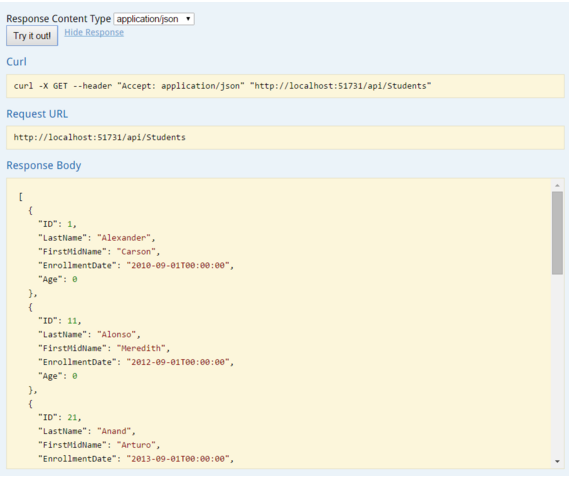 Response Content Type application/json
Try it out! Hide Response
Curl
curl -X GET --header "Accept: application/json" "http://localhost:51731/api/Students"
Request URL
http://localhost:51731/api/Students
Response Body
[
  {
    "ID": 1,
    "LastName": "Alexander",
    "FirstMidName": "Carson",
    "EnrollmentDate": "2010-09-01T00:00:00",
    "Age": 0
  },
  {
    "ID": 11,
    "LastName": "Alonso",
    "FirstMidName": "Meredith",
    "EnrollmentDate": "2012-09-01T00:00:00",
    "Age": 0
  },
  {
    "ID": 21,
    "LastName": "Anand",
    "FirstMidName": "Arturo",
    "EnrollmentDate": "2013-09-01T00:00:00",